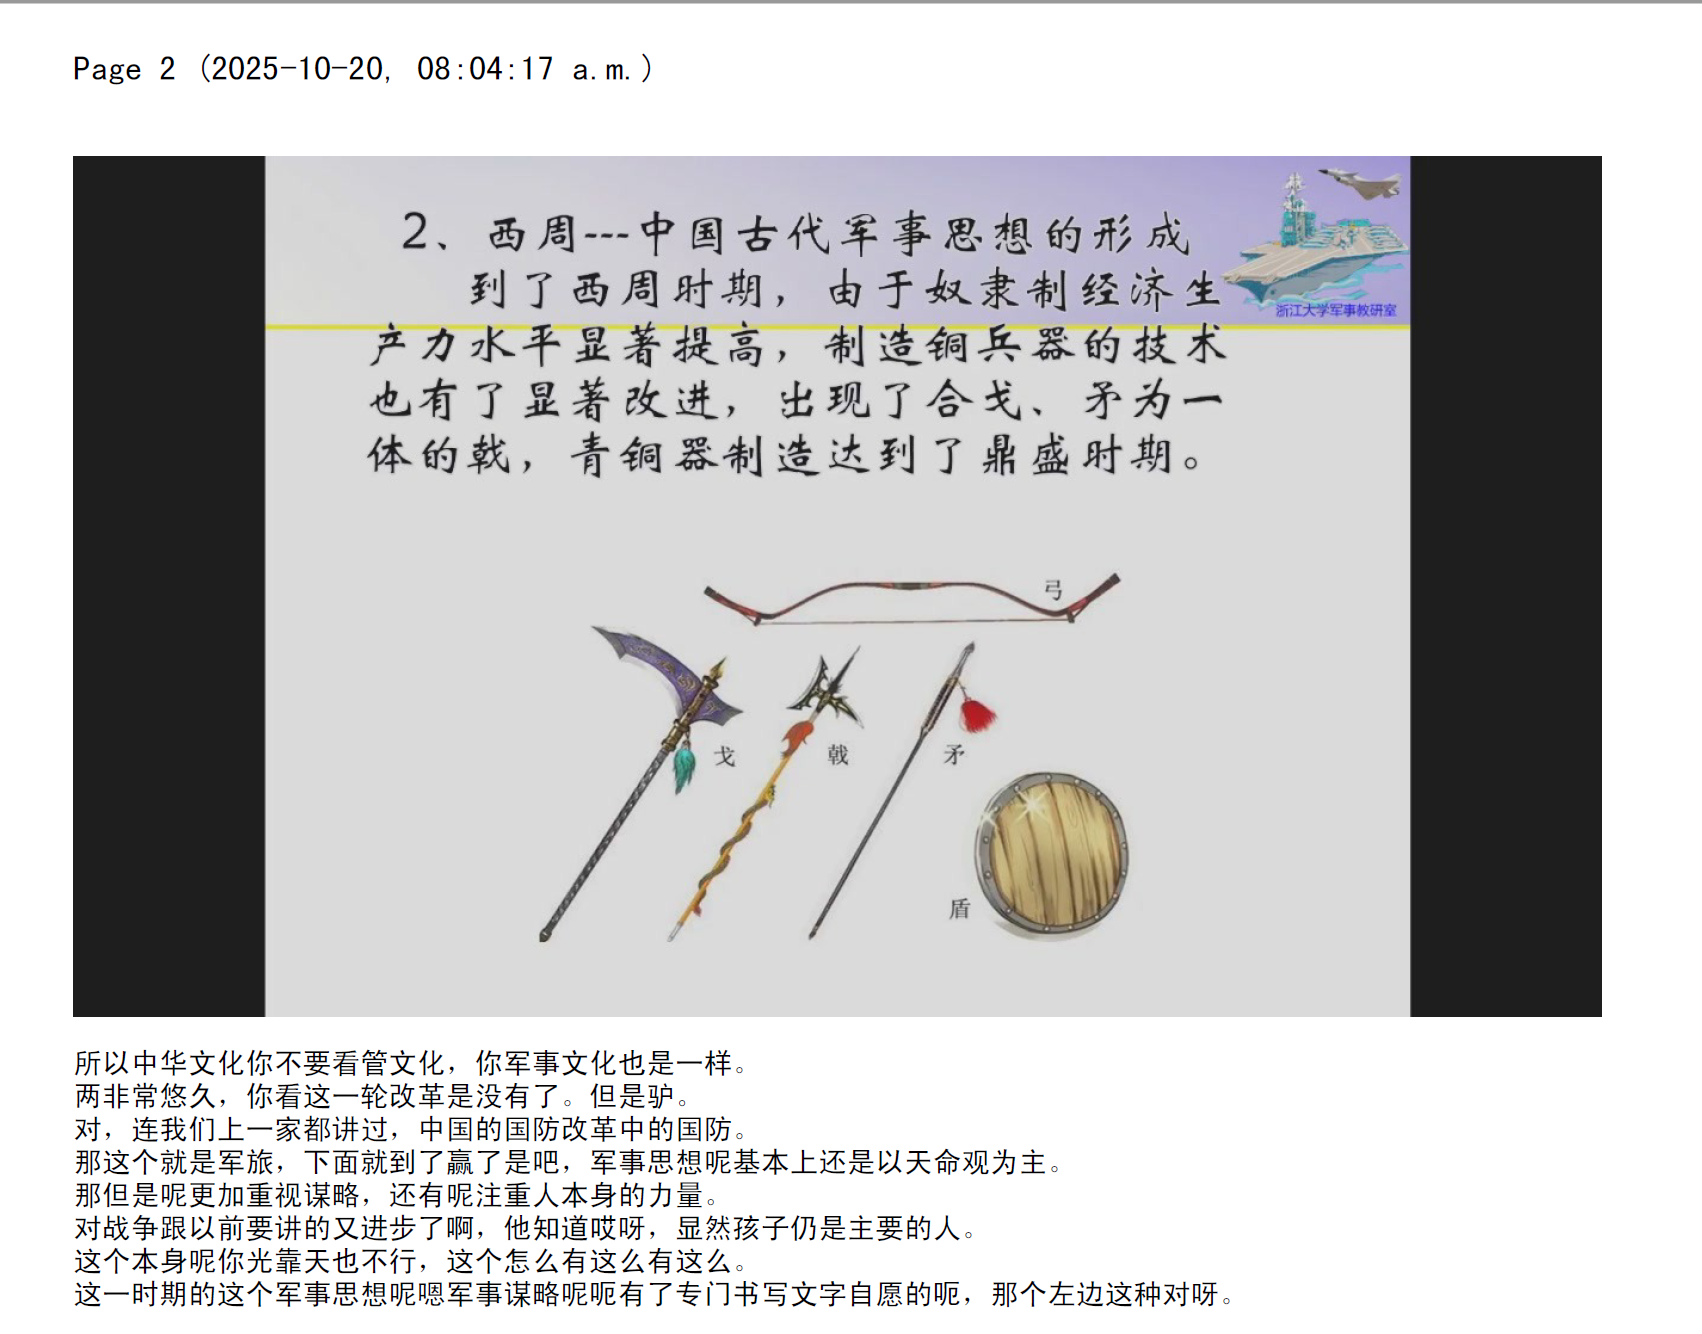 Page 2 (2025-10-20, 08:04:17 a.m.)
2、西周---中国古代军事思想的形成
到了西周时期，由于奴隶制经济生
浙江大学军事教研室
产力水平显著提高，制造铜兵器的技术
也有了显著改进，出现了合戈、矛为一
体的戟，青铜器制造达到了鼎盛时期。
弓
戈
戟
矛
盾
所以中华文化你不要看管文化，你军事文化也是一样。
两非常悠久，你看这一轮改革是没有了。但是驴。
对，连我们上一家都讲过，中国的国防改革中的国防。
那这个就是军旅，下面就到了赢了是吧，军事思想呢基本上还是以天命观为主。
那但是呢更加重视谋略，还有呢注重人本身的力量。
对战争跟以前要讲的又进步了啊，他知道哎呀，显然孩子仍是主要的人。
这个本身呢你光靠天也不行，这个怎么有这么有这么。
这一时期的这个军事思想呢嗯军事谋略呢呃有了专门书写文字自愿的呃，那个左边这种对呀。